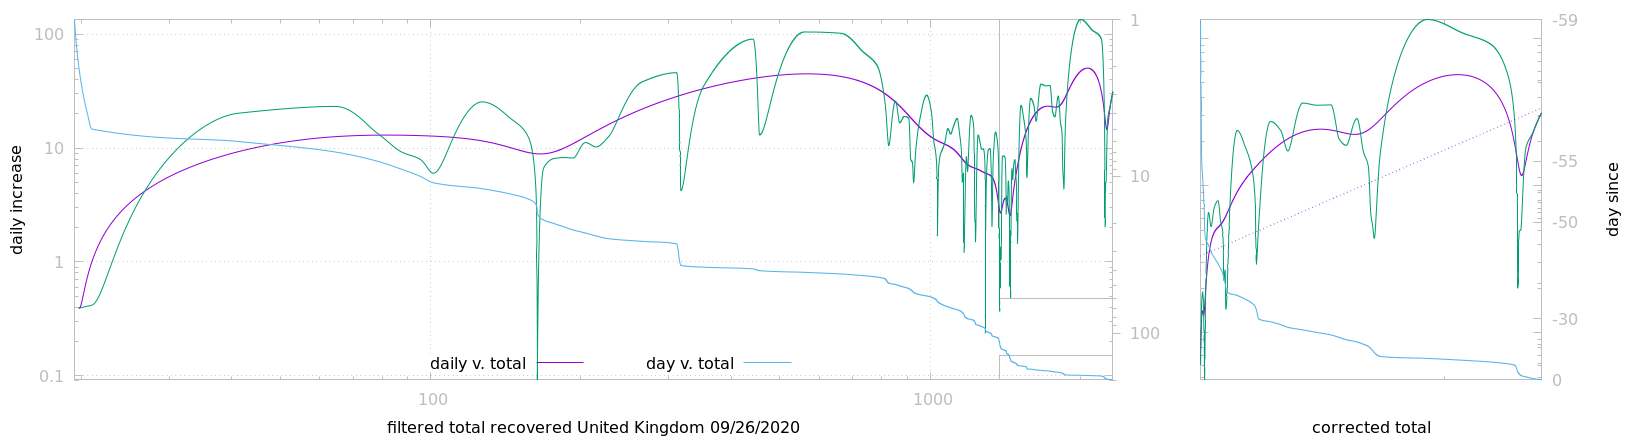 100
10
1
0.1
daily increase
100
1000
daily v. total
day v. total
filtered total recovered United Kingdom 09/26/2020
1
10
100
-59
-55
-50
-30
0
day since
corrected total